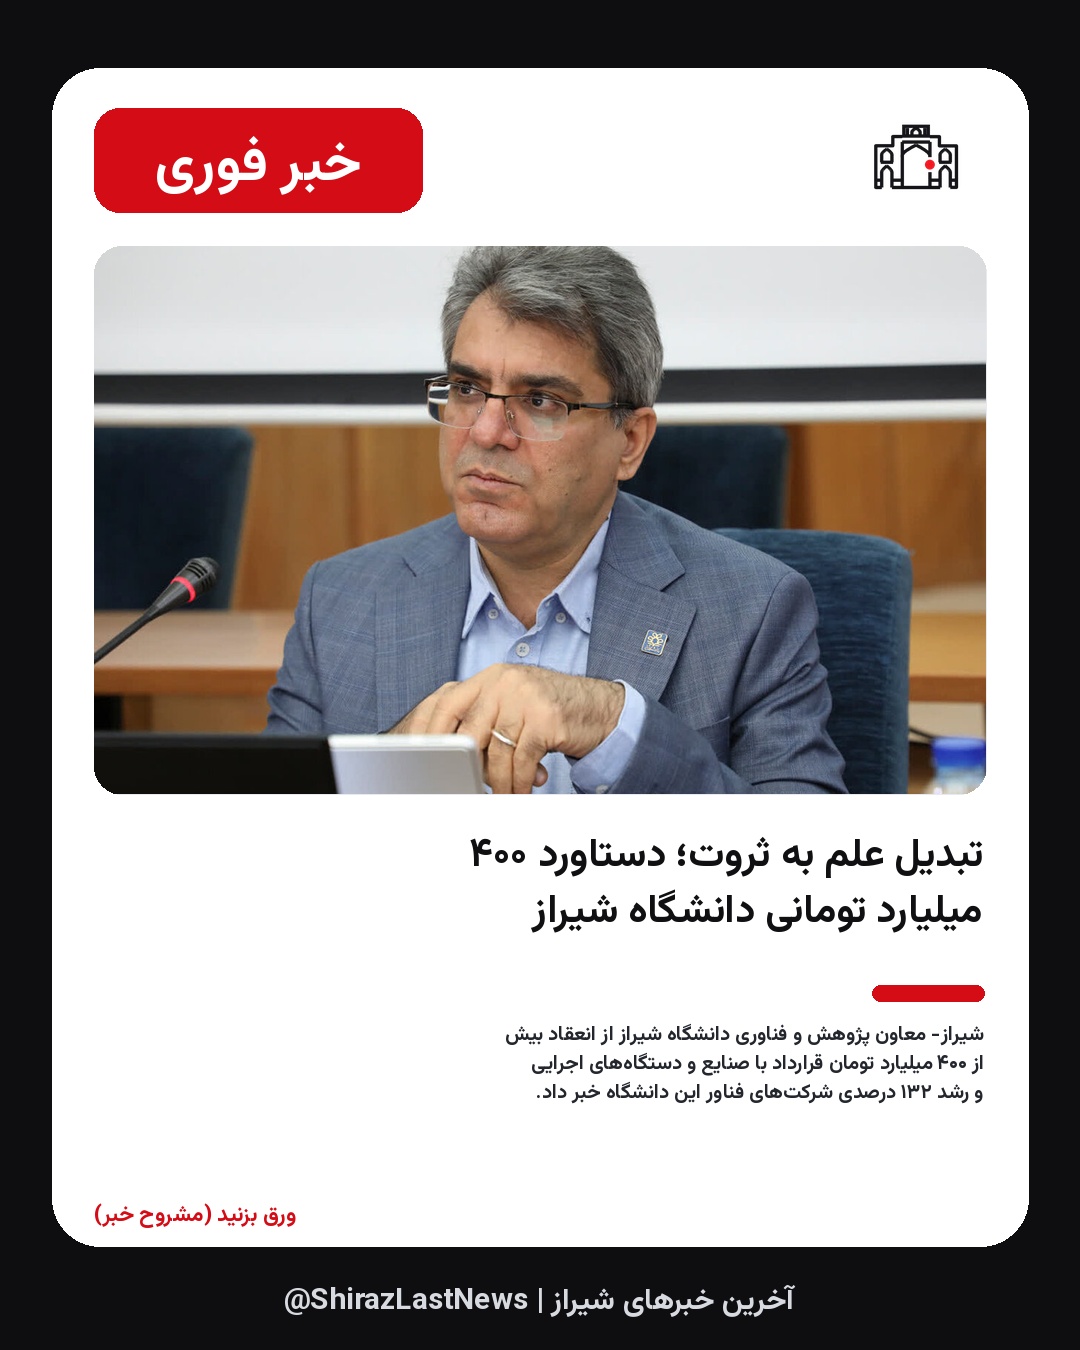 خبر فوری
تبدیل علم به ثروت؛ دستاورد ۴۰۰
میلیارد تومانی دانشگاه شیراز
شیراز- معاون پژوهش و فناوری دانشگاه شیراز از انعقاد بیش
از ۴۰۰ میلیارد تومان قرارداد با صنایع و دستگاه‌های اجرایی
و رشد ۱۳۲ درصدی شرکت‌های فناور این دانشگاه خبر داد.
ورق بزنید (مشروح خبر)
آخرین خبرهای شیراز | @ShirazLastNews